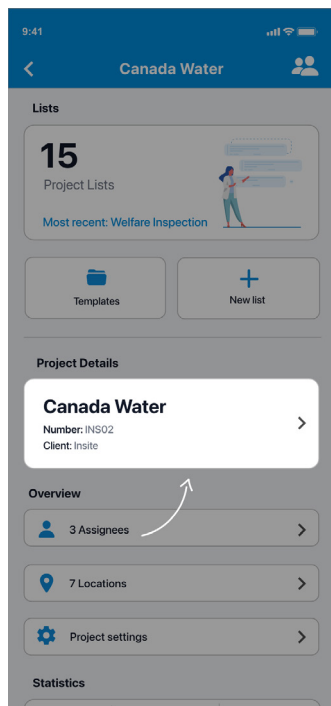 9:41
Canada Water
Lists
15
Project Lists
Most recent: Welfare Inspection
Templates
New list
Project Details
Canada Water
Number: INS02
Client: Insite
Overview
3 Assignees
7 Locations
Project settings
Statistics